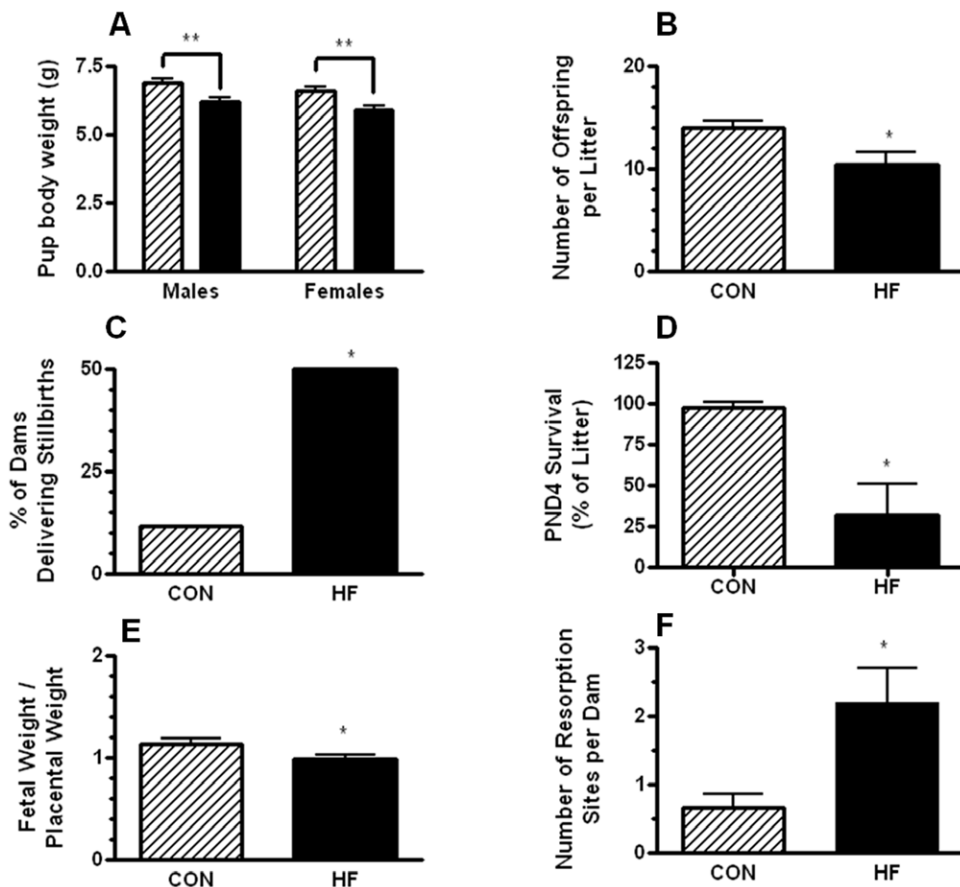 A
**
**
Pup body weight (g)
7.5
5.0
2.5
0.0
Males
Females
B
Number of Offspring
per Litter
20
10
0
*
CON
HF
C
% of Dams
Delivering Stillbirths
50
25
0
*
CON
HF
D
PND4 Survival
(% of Litter)
125
100
75
50
25
0
*
CON
HF
E
Fetal Weight /
Placental Weight
2
1
0
*
CON
HF
F
Number of Resorption
Sites per Dam
3
2
1
0
*
CON
HF